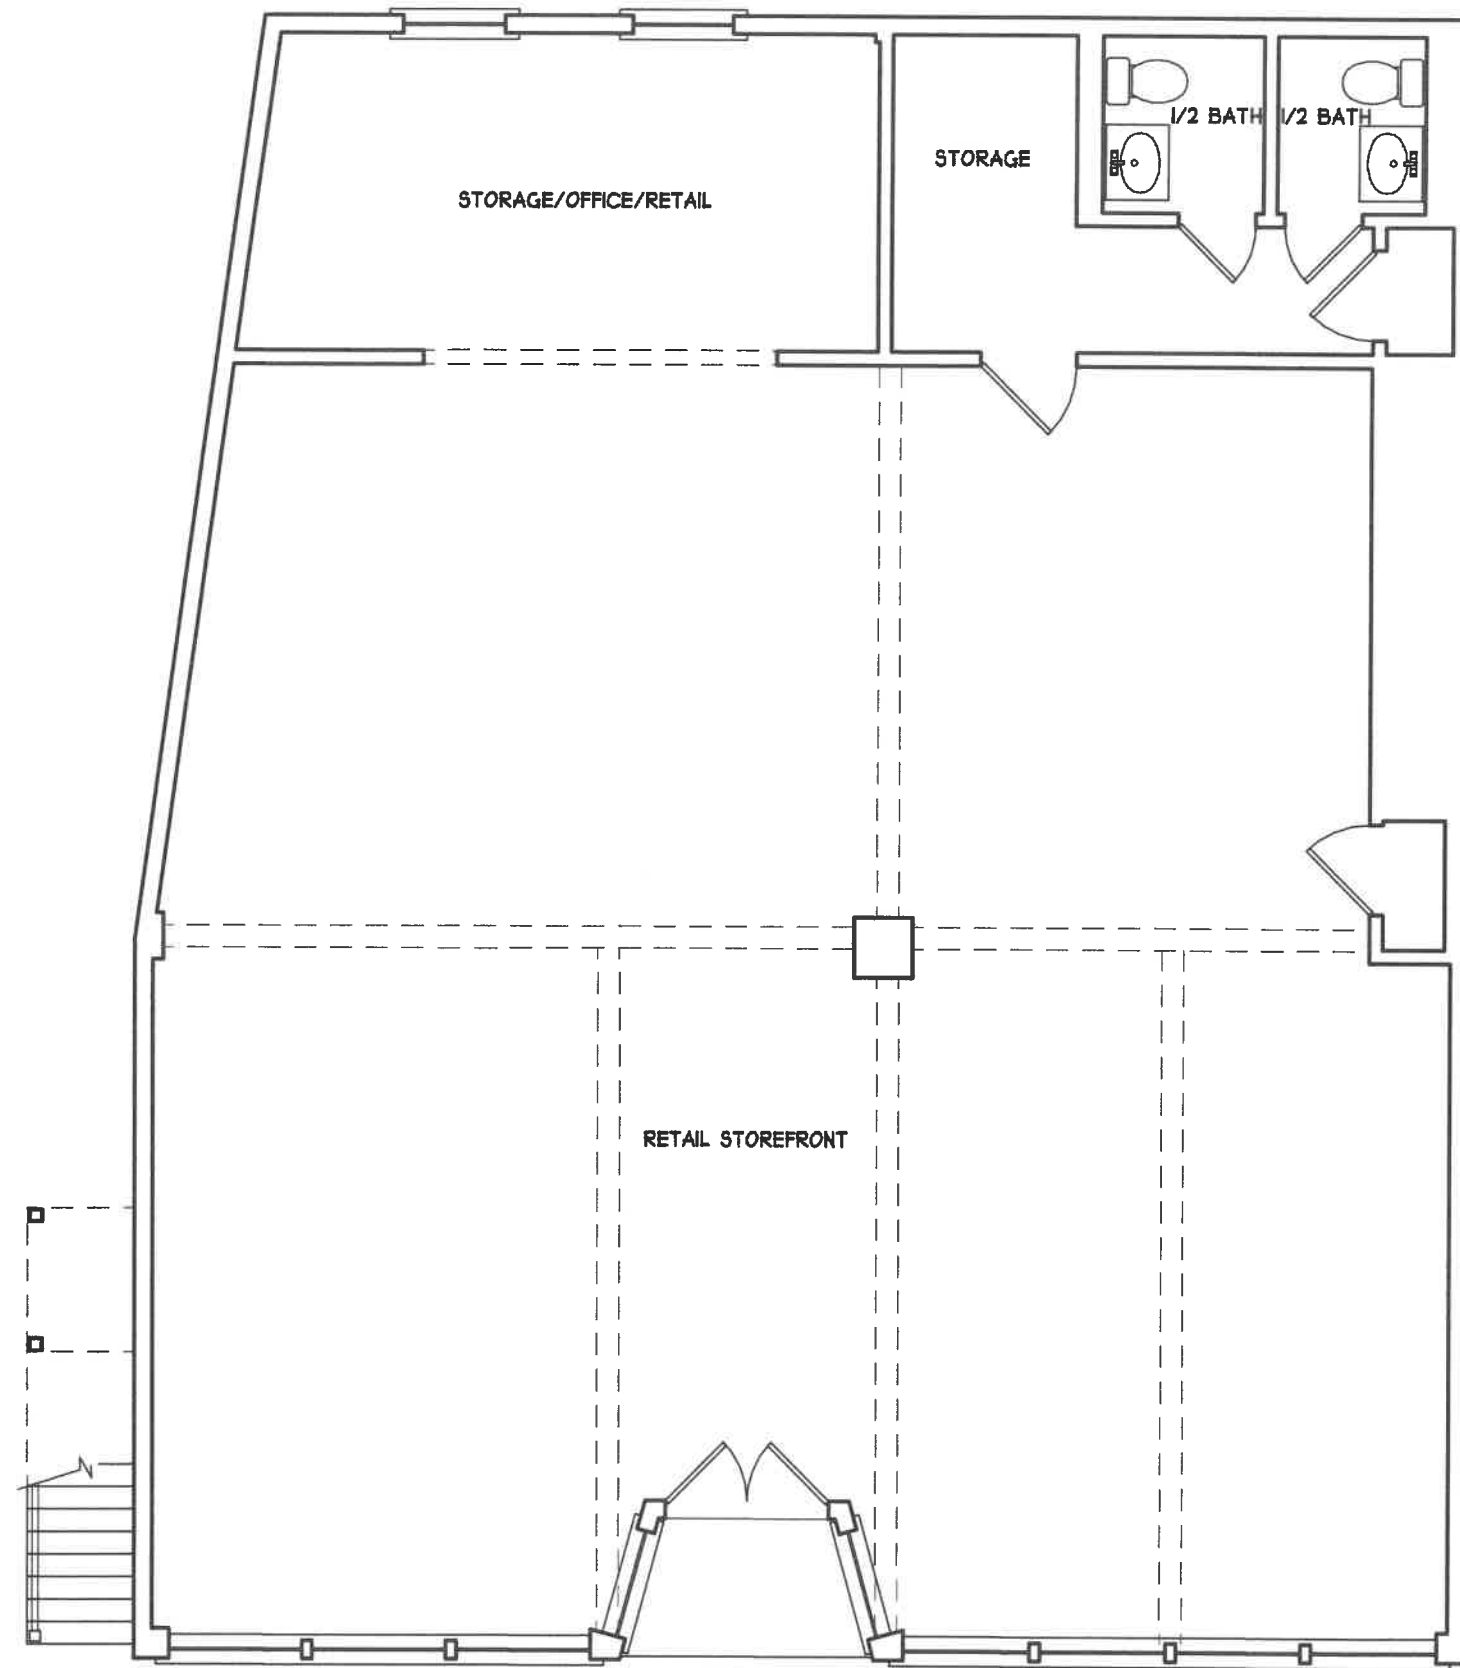 1/2 BATH
1/2 BATH
STORAGE
STORAGE/OFFICE/RETAIL
RETAIL STOREFRONT